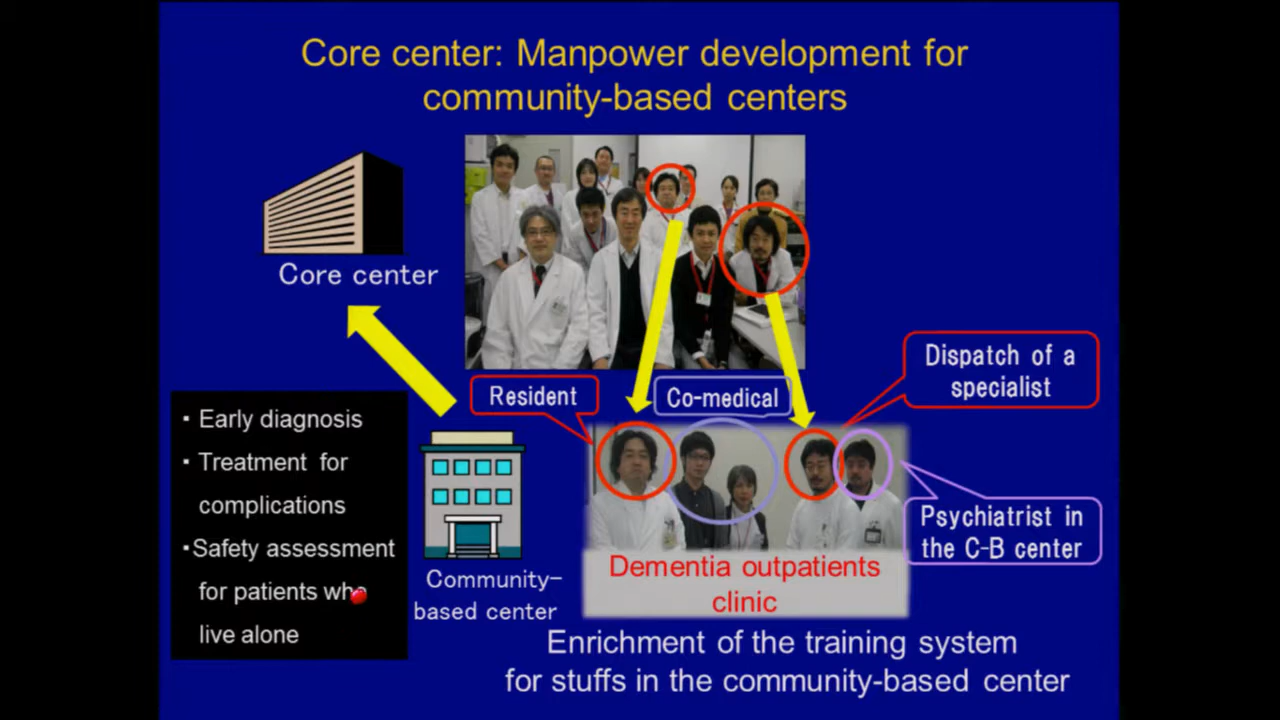 Core center: Manpower development for
community-based centers
Core center
Resident
Co-medical
Dispatch of a
specialist
・Early diagnosis
・Treatment for
complications
・Safety assessment
for patients who
live alone
Community-
based center
Psychiatrist in
the C-B center
Dementia outpatients
clinic
Enrichment of the training system
for stuffs in the community-based center